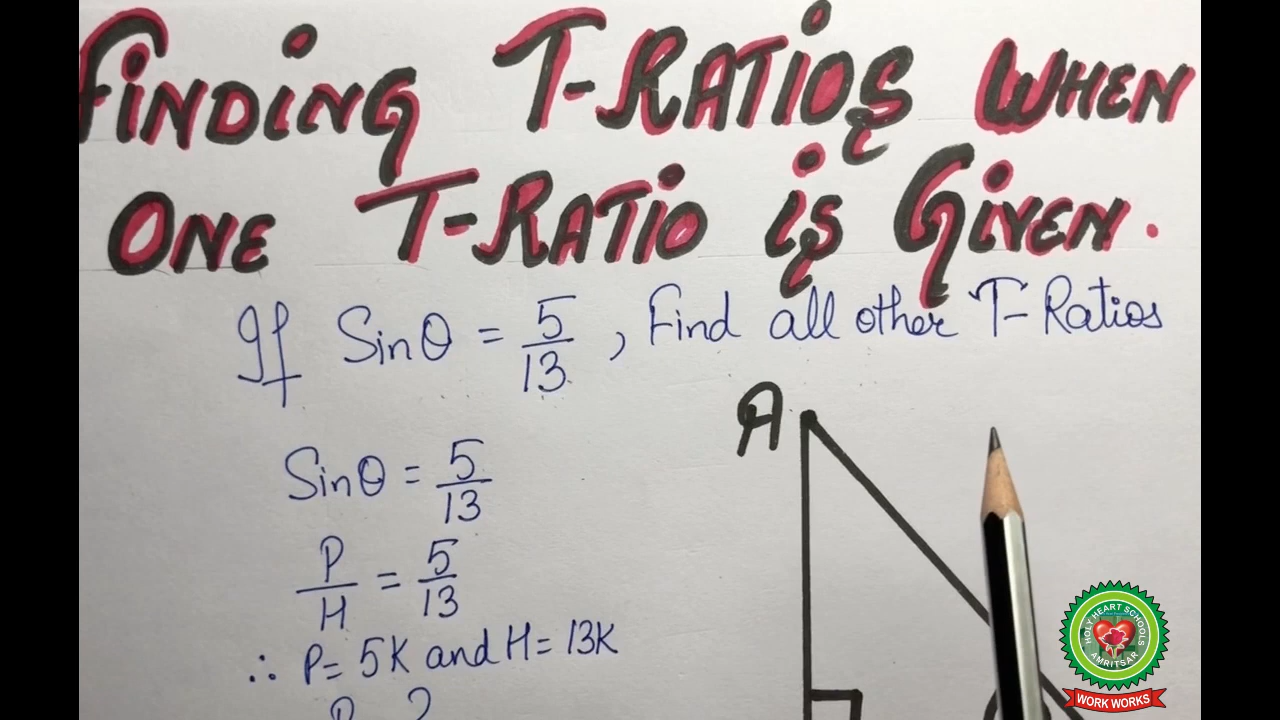 FINDING T-RATIOS WHEN
ONE T-RATIO IS GIVEN.
If Sinθ = 5/13, Find all other T-Ratios
A
Sinθ = 5/13
P/H = 5/13
∴ P = 5K and H = 13K
HOLY HEART SCHOOLS
AMRITSAR
WORK WORKS